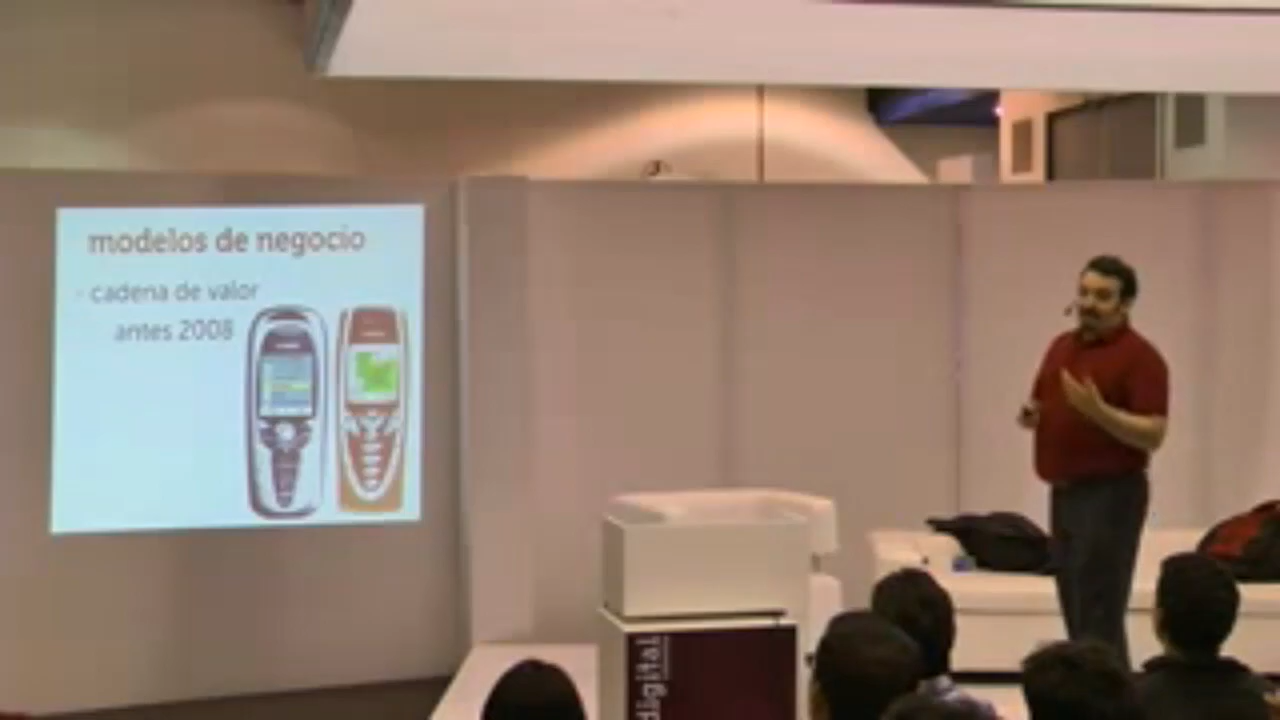 modelos de negocio
- cadena de valor
antes 2008
digital